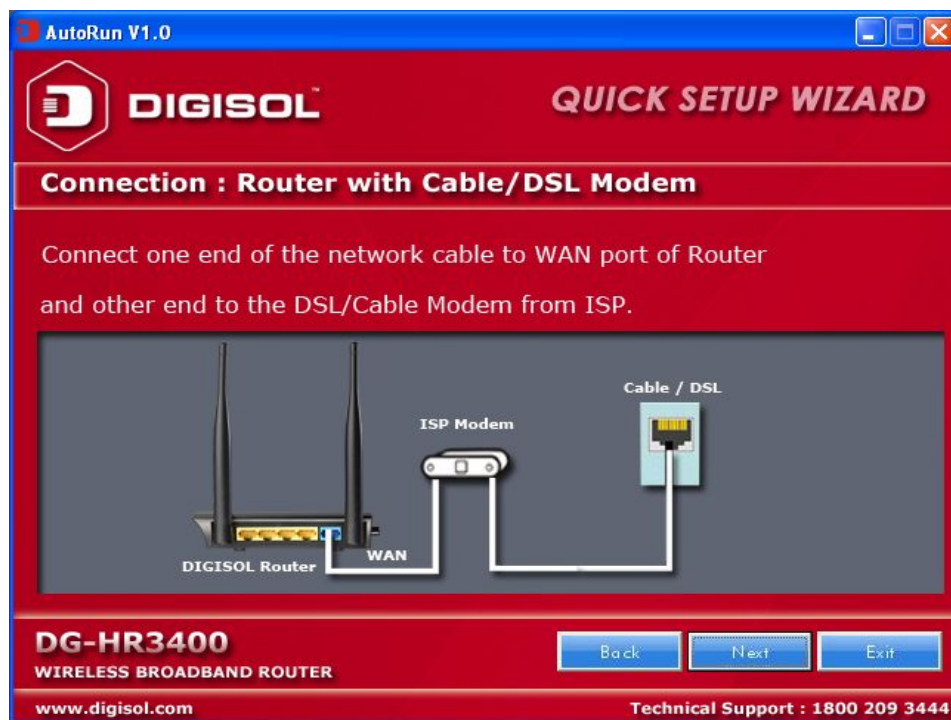 AutoRun V1.0
DIGISOL™
QUICK SETUP WIZARD
Connection : Router with Cable/DSL Modem
Connect one end of the network cable to WAN port of Router
and other end to the DSL/Cable Modem from ISP.
Cable / DSL
ISP Modem
WAN
DIGISOL Router
DG-HR3400
WIRELESS BROADBAND ROUTER
Back
Next
Exit
www.digisol.com
Technical Support : 1800 209 3444